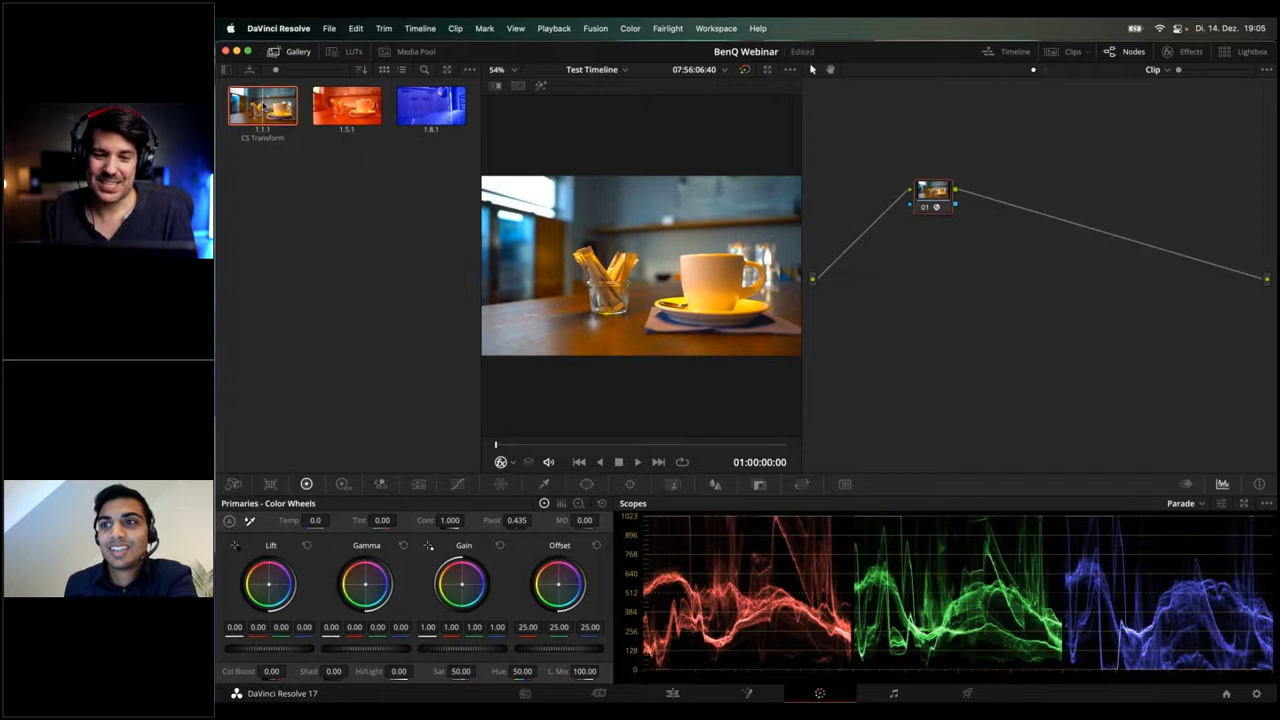 DaVinci Resolve File Edit Trim Timeline Clip Mark View Playback Fusion Color Fairlight Workspace Help Di. 14. Dez. 19:05
Gallery LUTs Media Pool BenQ Webinar Edited Timeline Clips Nodes Effects Lightbox
54% Test Timeline 07:56:06:40 Clip
1.1.1 1.5.1 1.8.1
CS Transform
01
01:00:00:00
Primaries - Color Wheels Scopes Parade
Temp 0.0 Tint 0.00 Cont 1.000 Pivot 0.435 MD 0.00
Lift Gamma Gain Offset
0.00 0.00 0.00 0.00 0.00 0.00 0.00 0.00 1.00 1.00 1.00 1.00 25.00 25.00 25.00
Col Boost 0.00 Shad 0.00 Hi/Light 0.00 Sat 50.00 Hue 50.00 L. Mix 100.00
1023
896
768
640
512
384
256
128
0
DaVinci Resolve 17